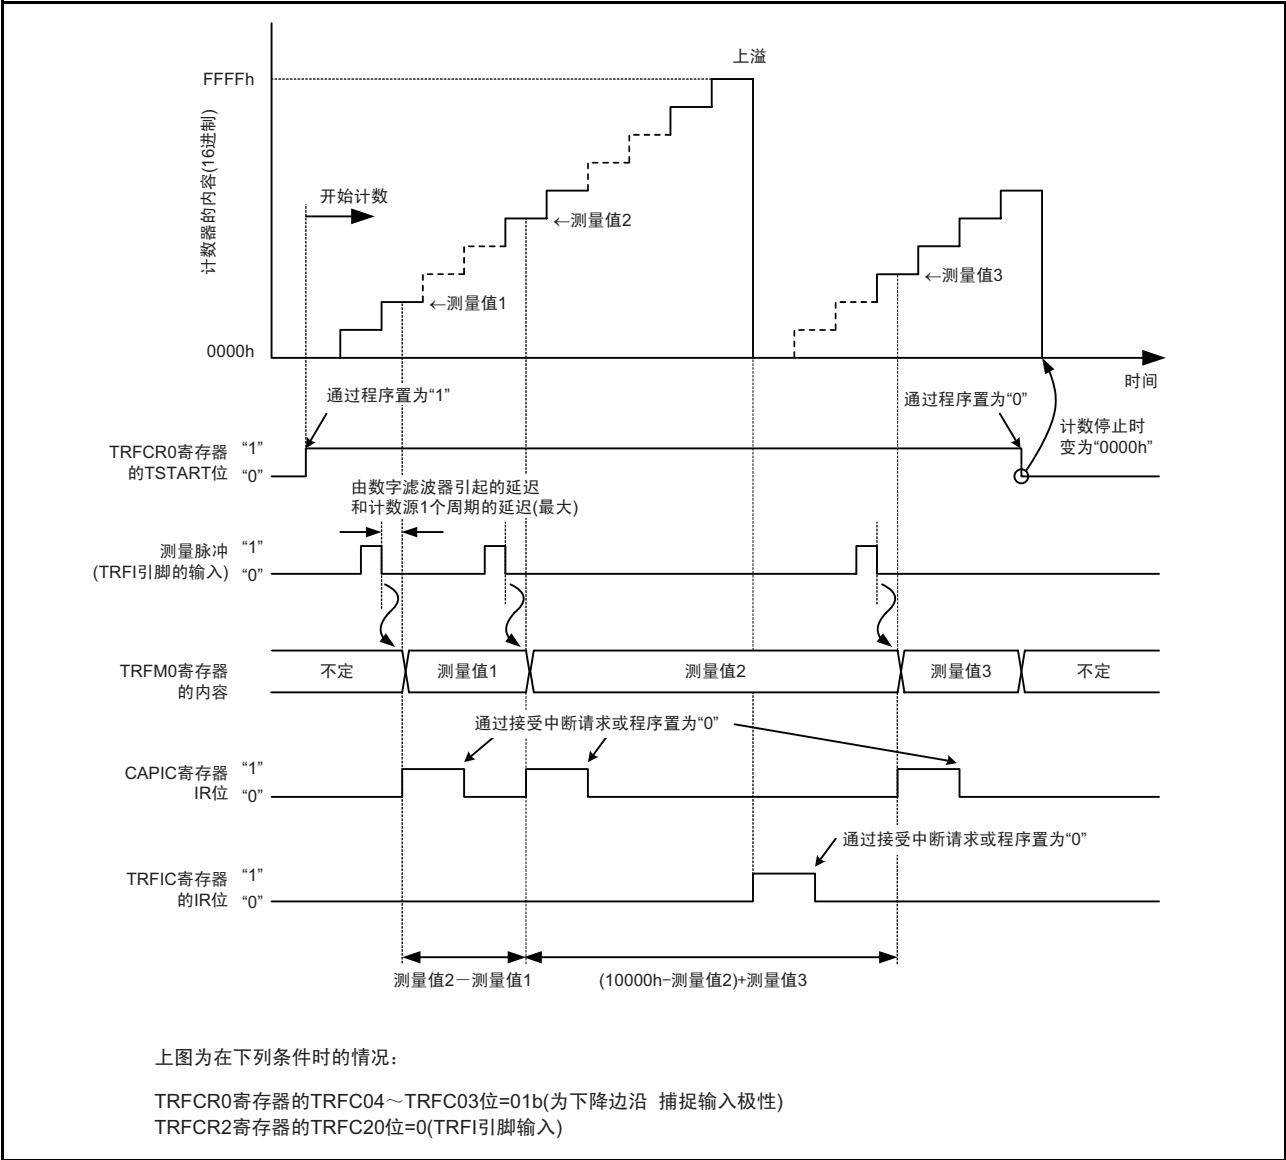 上溢
FFFFh
计数器的内容(16进制)
开始计数
←测量值2
←测量值3
←测量值1
0000h
时间
通过程序置为“1”
通过程序置为“0”
计数停止时
变为“0000h”
TRFCR0寄存器
的TSTART位
“1”
“0”
由数字滤波器引起的延迟
和计数源1个周期的延迟(最大)
测量脉冲
(TRFI引脚的输入)
“1”
“0”
TRFM0寄存器
的内容
不定
测量值1
测量值2
测量值3
不定
通过接受中断请求或程序置为“0”
CAPIC寄存器
IR位
“1”
“0”
通过接受中断请求或程序置为“0”
TRFIC寄存器
的IR位
“1”
“0”
测量值2－测量值1
(10000h−测量值2)+测量值3
上图为在下列条件时的情况：
TRFCR0寄存器的TRFC04～TRFC03位=01b(为下降边沿 捕捉输入极性)
TRFCR2寄存器的TRFC20位=0(TRFI引脚输入)